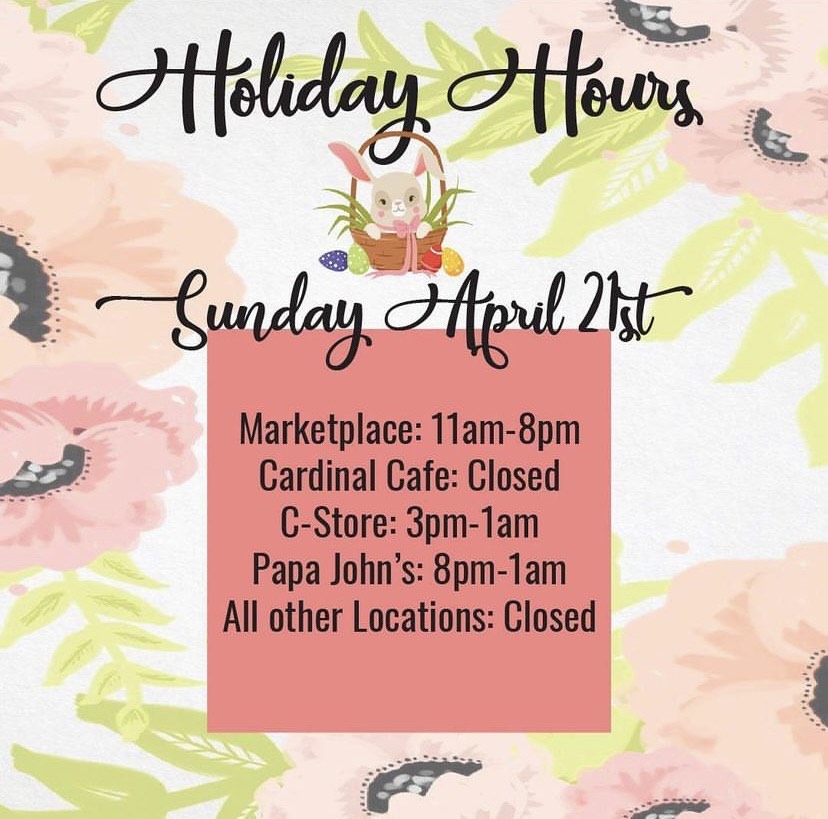 Holiday Hours
Sunday April 21st
Marketplace: 11am-8pm
Cardinal Cafe: Closed
C-Store: 3pm-1am
Papa John’s: 8pm-1am
All other Locations: Closed